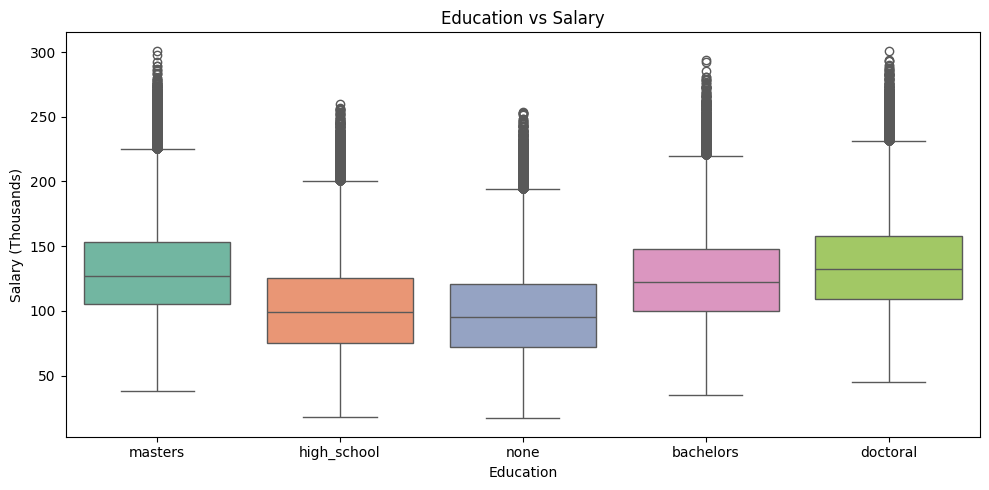 Education vs Salary
Salary (Thousands)
300
250
200
150
100
50
masters high_school none bachelors doctoral
Education